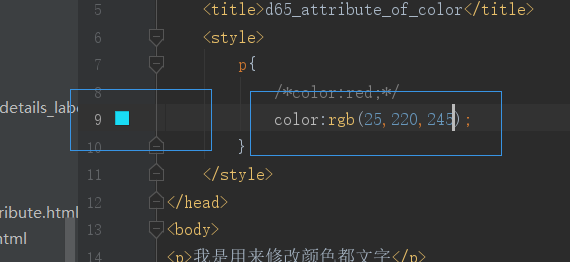 5 <title>d65_attribute_of_color</title>
6 <style>
7 p{
details_labe
8 /*color:red;*/
9 color:rgb(25,220,245);
10 }
11 </style>
ribute.html
12 </head>
html
13 <body>
14 <p>我是用来修改颜色都文字</p>